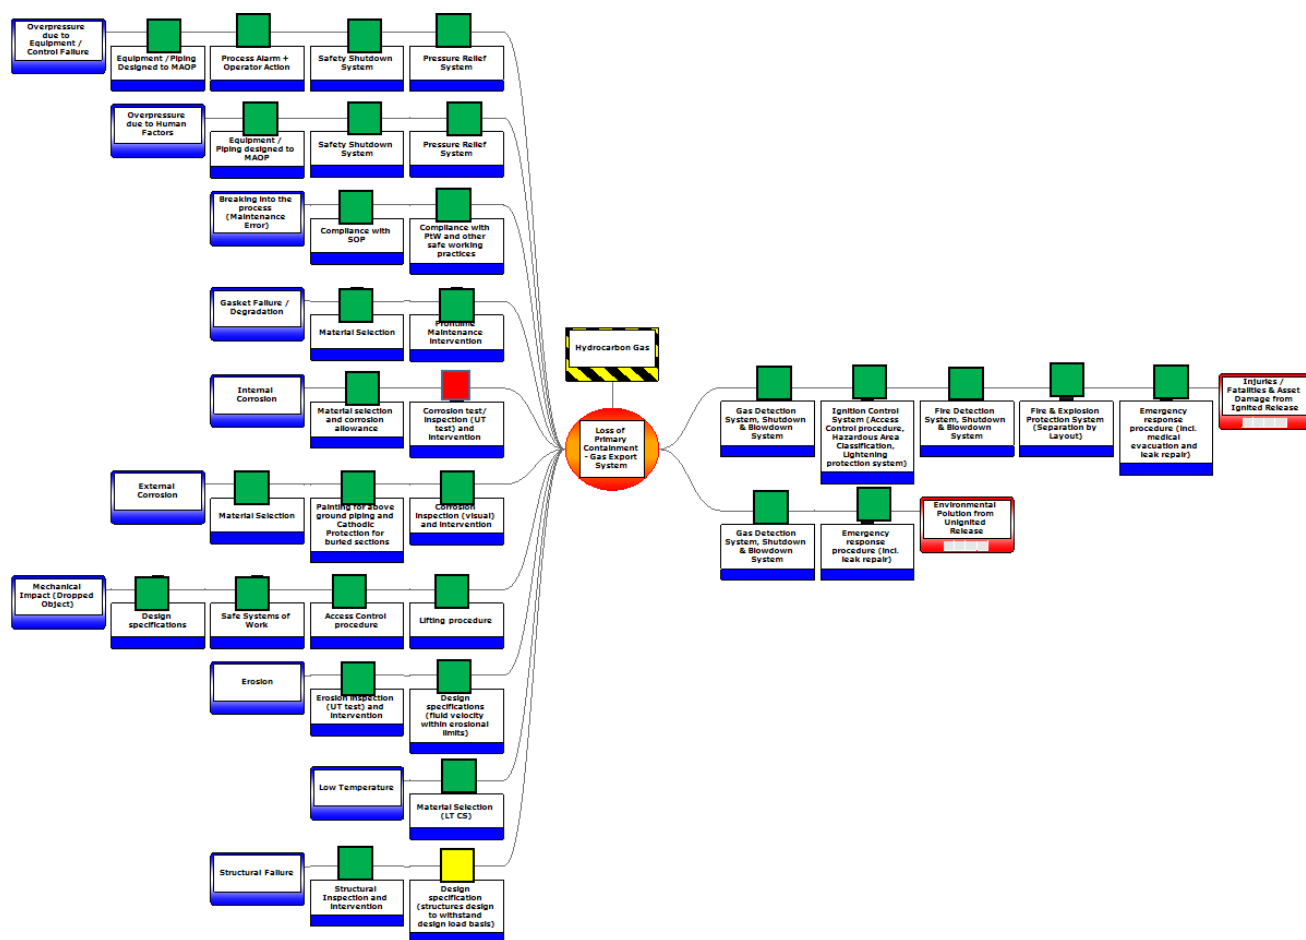 Overpressure
due to
Equipment /
Control Failure
Equipment / Piping
Designed to MAOP
Process Alarm +
Operator Action
Safety Shutdown
System
Pressure Relief
System
Overpressure
due to Human
Factors
Equipment /
Piping designed to
MAOP
Safety Shutdown
System
Pressure Relief
System
Breaking into the
process
(Maintenance
Error)
Compliance with
SOP
Compliance with
PtW and other
safe working
practices
Gasket Failure /
Degradation
Material Selection
Frontline
Maintenance
Intervention
Internal
Corrosion
Material selection
and corrosion
allowance
Corrosion test/
Inspection (UT
test) and
Intervention
External
Corrosion
Material Selection
Painting for above
ground piping and
Cathodic
Protection for
buried sections
Corrosion
Inspection (visual)
and Intervention
Mechanical
Impact (Dropped
Object)
Design
specifications
Safe Systems of
Work
Access Control
procedure
Lifting procedure
Erosion
Erosion Inspection
(UT test) and
Intervention
Design
specifications
(fluid velocity
within erosional
limits)
Low Temperature
Material Selection
(LT CS)
Structural Failure
Structural
Inspection and
Intervention
Design
specification
(structures design
to withstand
design load basis)
Hydrocarbon Gas
Loss of
Primary
Containment
- Gas Export
System
Gas Detection
System, Shutdown
& Blowdown
System
Ignition Control
System (Access
Control procedure,
Hazardous Area
Classification,
Lightening
protection system)
Fire Detection
System, Shutdown
& Blowdown
System
Fire & Explosion
Protection System
(Separation by
Layout)
Emergency
response
procedure (incl.
medical
evacuation and
leak repair)
Injuries /
Fatalities & Asset
Damage from
Ignited Release
Gas Detection
System, Shutdown
& Blowdown
System
Emergency
response
procedure (incl.
leak repair)
Environmental
Polution from
Unignited
Release